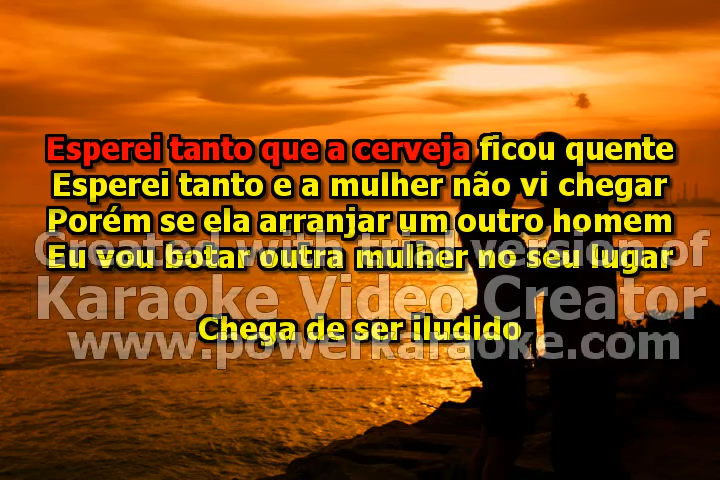 Esperei tanto que a cerveja ficou quente
Esperei tanto e a mulher não vi chegar
Porém se ela arranjar um outro homem
Created with trial version of
Eu vou botar outra mulher no seu lugar
Karaoke Video Creator
Chega de ser iludido
www.powerkaraoke.com